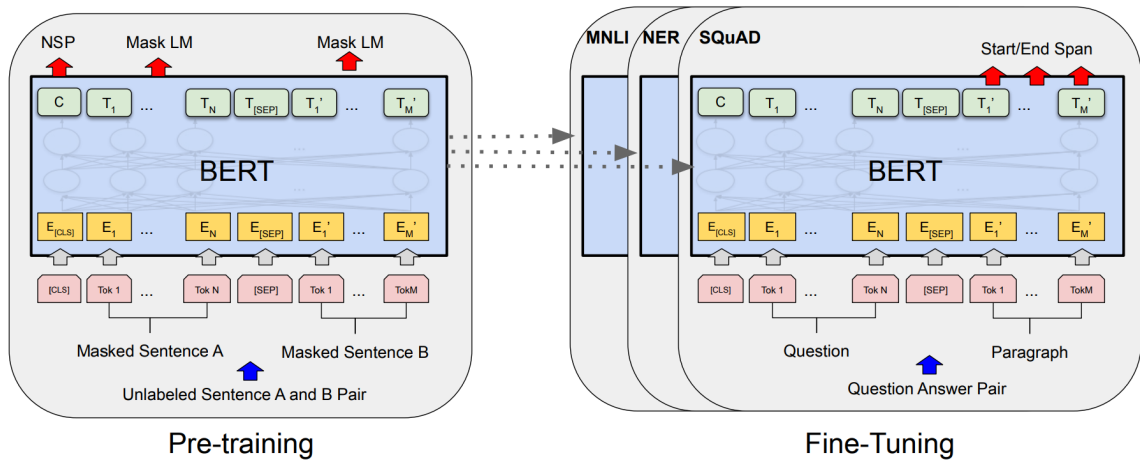 NSP Mask LM Mask LM
C T1 ... TN T[SEP] T1' ... TM'
...
BERT
...
E[CLS] E1 ... EN E[SEP] E1' ... EM'
[CLS] Tok 1 ... Tok N [SEP] Tok 1 ... TokM
Masked Sentence A Masked Sentence B
Unlabeled Sentence A and B Pair
Pre-training
MNLI NER SQuAD
Start/End Span
C T1 ... TN T[SEP] T1' ... TM'
...
BERT
...
E[CLS] E1 ... EN E[SEP] E1' ... EM'
[CLS] Tok 1 ... Tok N [SEP] Tok 1 ... TokM
Question Paragraph
Question Answer Pair
Fine-Tuning